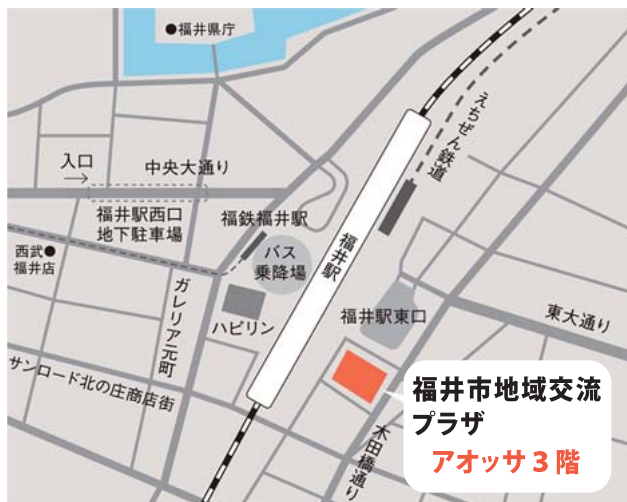 ●福井県庁
えちぜん鉄道
入口
→
中央大通り
福井駅西口
地下駐車場
福鉄福井駅
西武●
福井店
バス
乗降場
福井駅
ガレリア元町
ハピリン
福井駅東口
東大通り
サンロード北の庄商店街
木田橋通り
福井市地域交流
プラザ
アオッサ3階